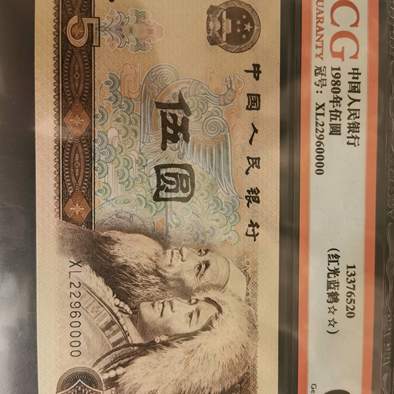 CG
GUARANTY
中国人民银行
1980年伍圆
冠号：XL22960000
13376520
(红光蓝鹤☆☆)
5
中国人民银行
伍圆
XL22960000